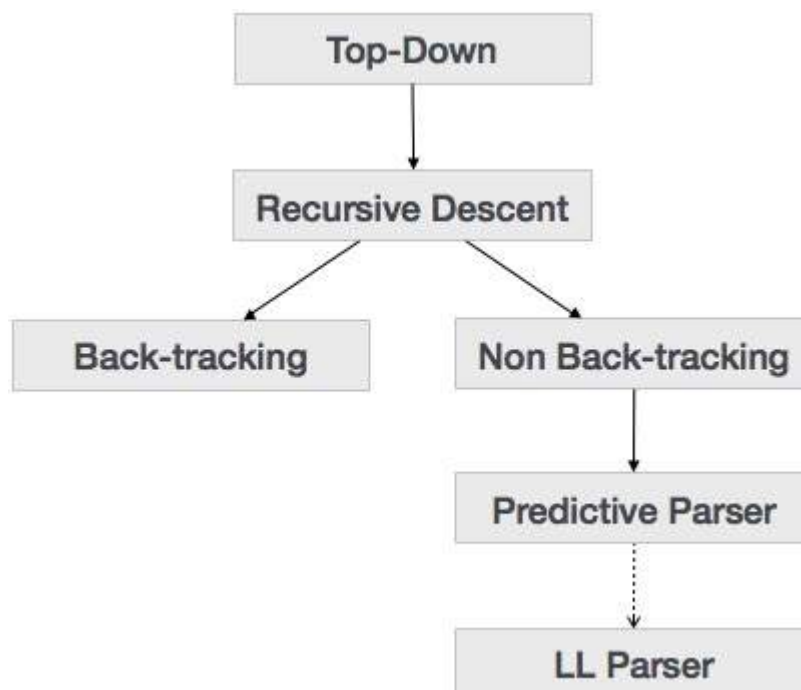 Top-Down
Recursive Descent
Back-tracking
Non Back-tracking
Predictive Parser
LL Parser